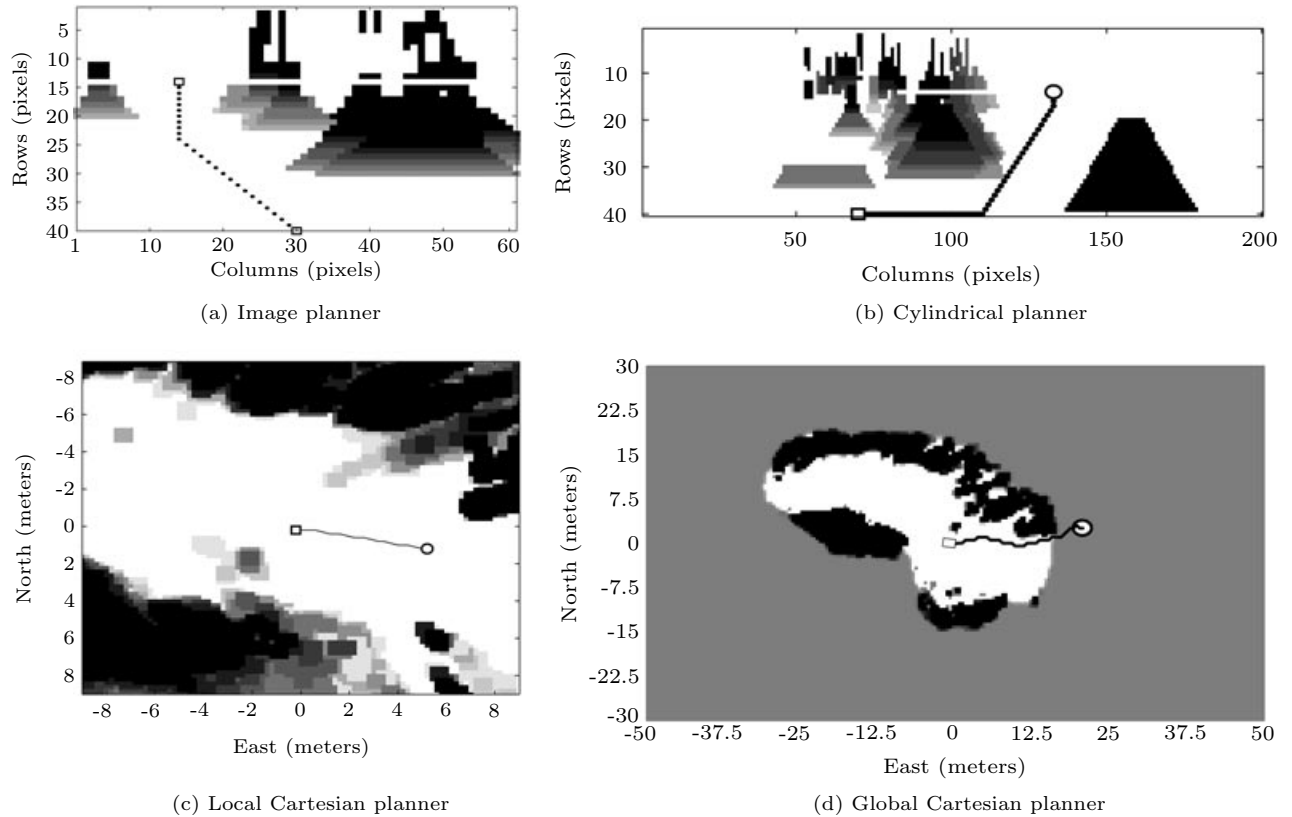 5
10
15
20
25
30
35
40
Rows (pixels)
1 10 20 30 40 50 60
Columns (pixels)
(a) Image planner
10
20
30
40
Rows (pixels)
50 100 150 200
Columns (pixels)
(b) Cylindrical planner
-8
-6
-4
-2
0
2
4
6
8
North (meters)
-8 -6 -4 -2 0 2 4 6 8
East (meters)
(c) Local Cartesian planner
30
22.5
15
7.5
0
-7.5
-15
-22.5
-30
North (meters)
-50 -37.5 -25 -12.5 0 12.5 25 37.5 50
East (meters)
(d) Global Cartesian planner